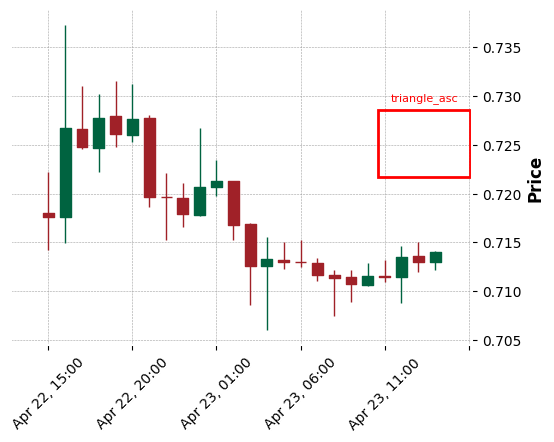 0.735
triangle_asc
0.730
0.725
0.720
0.715
0.710
0.705
Price
Apr 22, 15:00
Apr 22, 20:00
Apr 23, 01:00
Apr 23, 06:00
Apr 23, 11:00